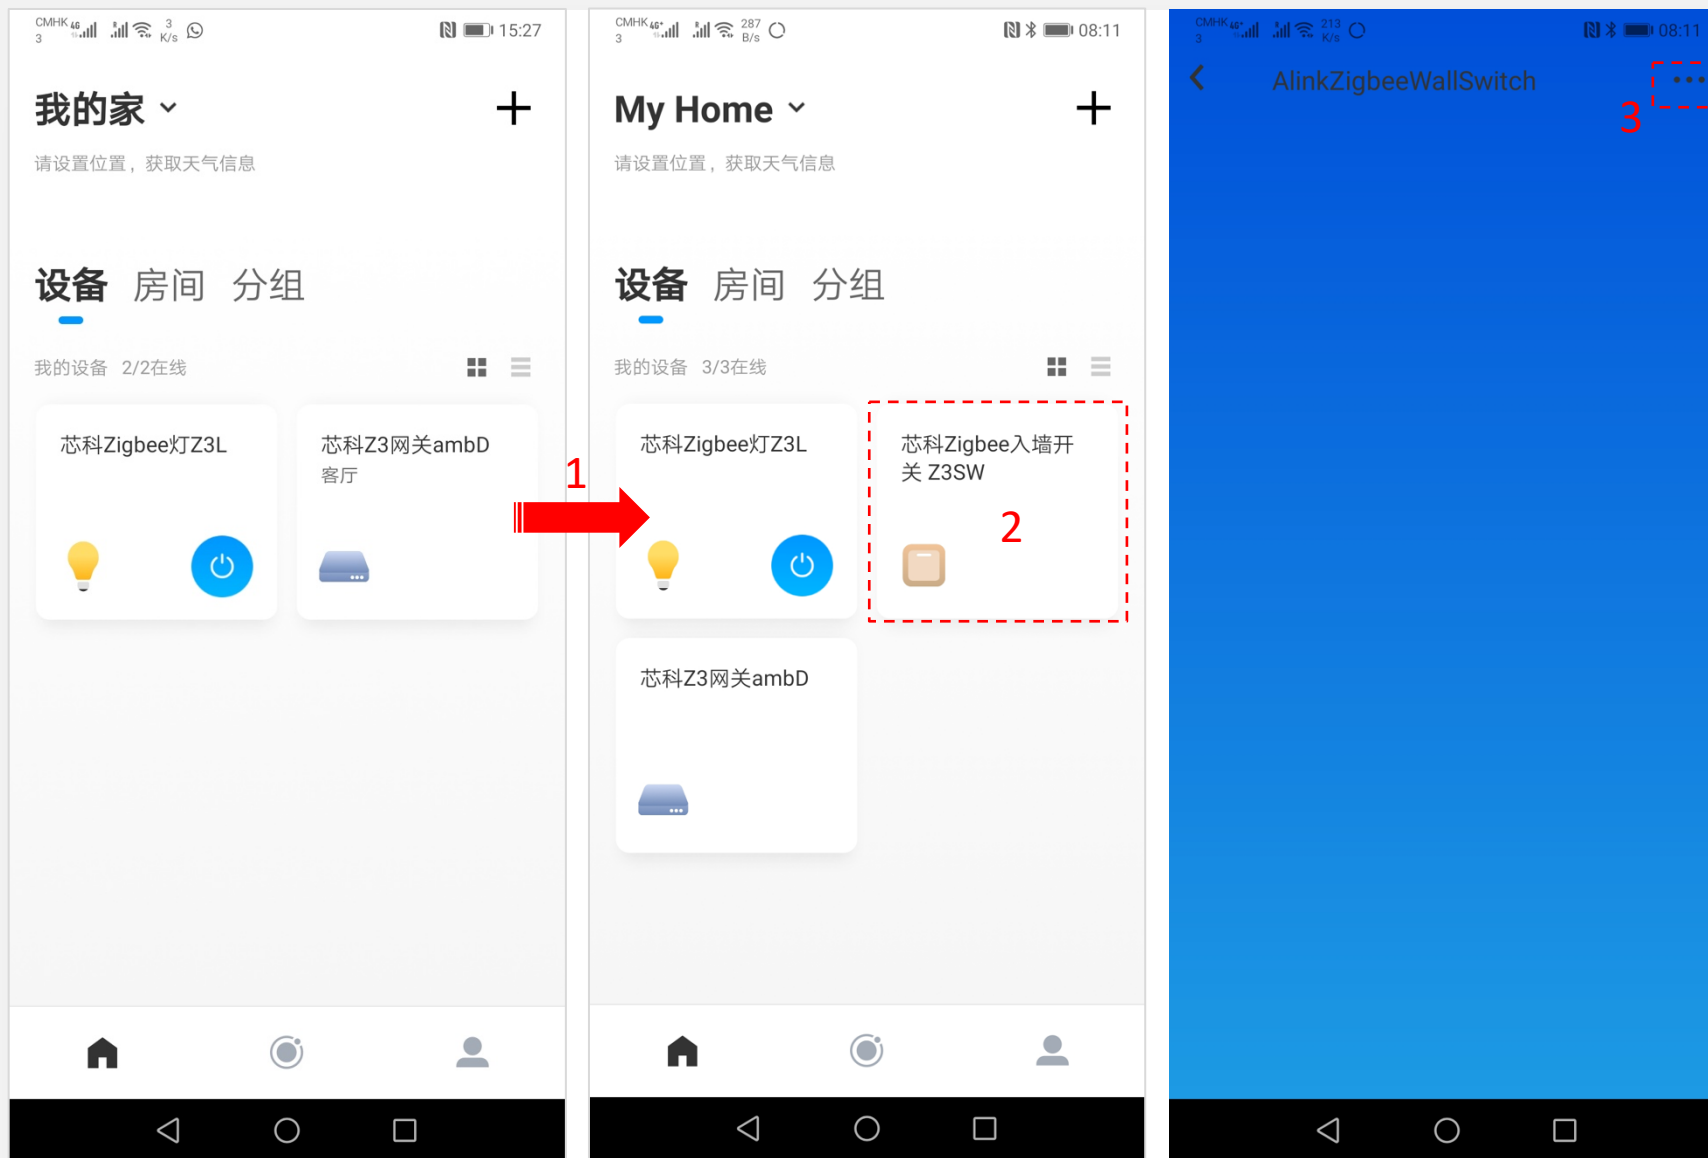 CMHK 4G 3 K/s 15:27
3
我的家
请设置位置，获取天气信息
设备 房间 分组
我的设备 2/2在线
芯科Zigbee灯Z3L
芯科Z3网关ambD
客厅
1
CMHK 4G+ 287 B/s 08:11
3
My Home
请设置位置，获取天气信息
设备 房间 分组
我的设备 3/3在线
芯科Zigbee灯Z3L
芯科Zigbee入墙开
关 Z3SW
2
芯科Z3网关ambD
CMHK 4G+ 213 K/s 08:11
3
AlinkZigbeeWallSwitch
3